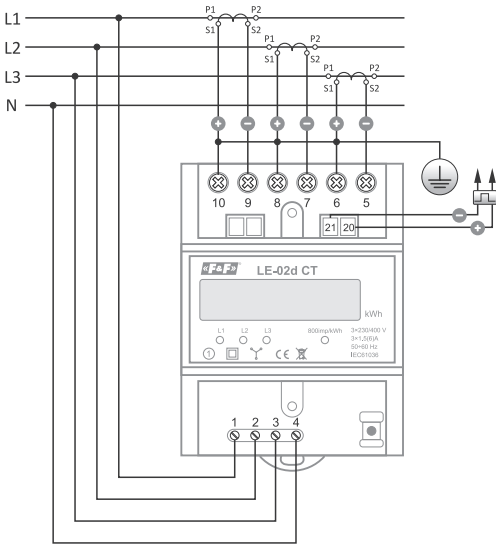 L1
P1 P2
S1 S2
L2
P1 P2
S1 S2
L3
P1 P2
S1 S2
N
+ − + − + −
10 9 8 7 6 5
21 20
−
+
«F&F»
LE-02d CT
kWh
L1 L2 L3
800imp/kWh
3×230/400 V
3×1,5(6)A
50÷60 Hz
IEC61036
1
CE
1 2 3 4